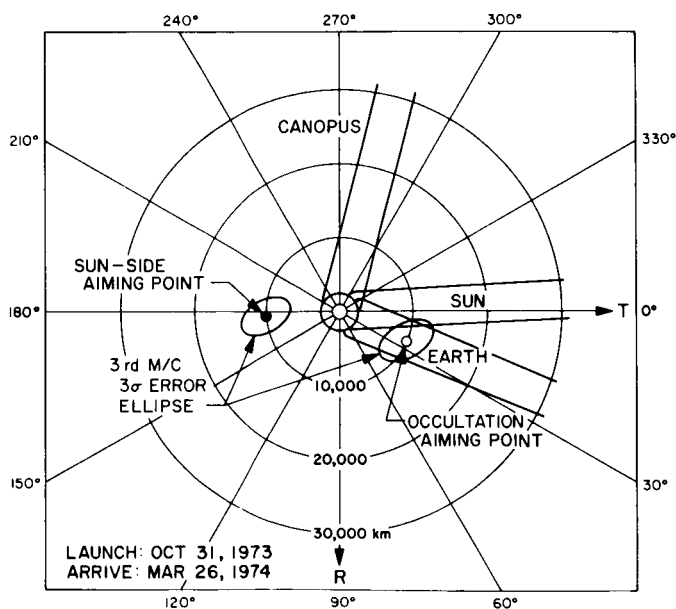 240°
270°
300°
CANOPUS
210°
330°
SUN–SIDE
AIMING POINT
SUN
180°
T
0°
3rd M/C
3σ ERROR
ELLIPSE
EARTH
10,000
OCCULTATION
AIMING POINT
20,000
150°
30°
30,000 km
LAUNCH: OCT 31, 1973
ARRIVE: MAR 26, 1974
R
120°
90°
60°